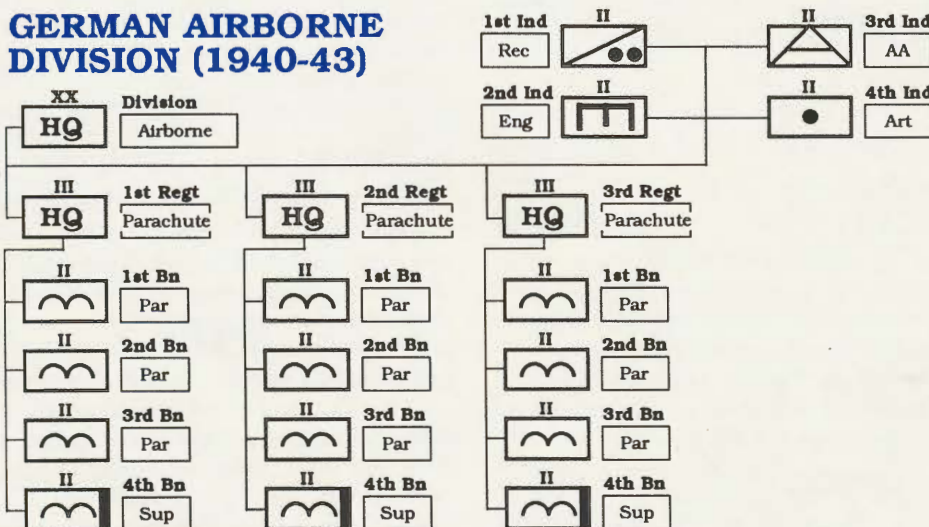 GERMAN AIRBORNE
DIVISION (1940-43)
1st Ind
II
Rec
II
3rd Ind
AA
2nd Ind
II
Eng
II
4th Ind
Art
XX
Division
HQ
Airborne
III
1st Regt
HQ
Parachute
III
2nd Regt
HQ
Parachute
III
3rd Regt
HQ
Parachute
II
1st Bn
Par
II
1st Bn
Par
II
1st Bn
Par
II
2nd Bn
Par
II
2nd Bn
Par
II
2nd Bn
Par
II
3rd Bn
Par
II
3rd Bn
Par
II
3rd Bn
Par
II
4th Bn
Sup
II
4th Bn
Sup
II
4th Bn
Sup